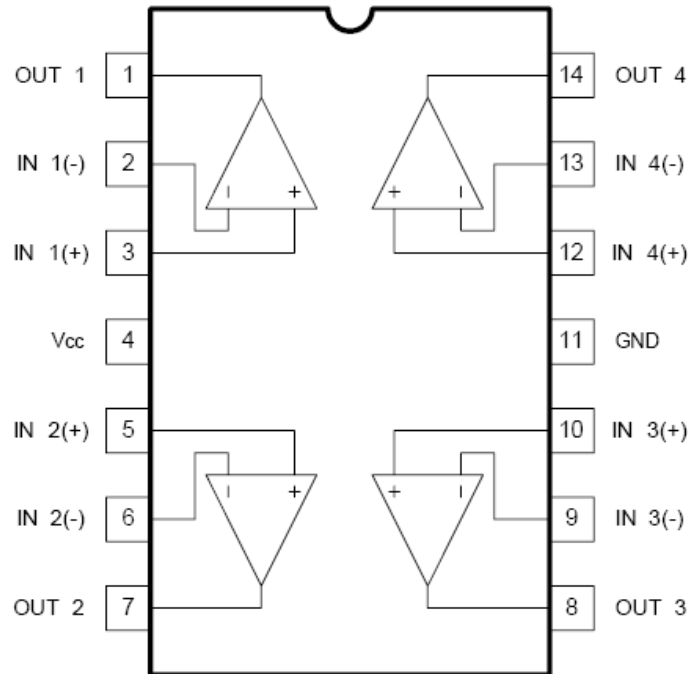 OUT 1 1 14 OUT 4
IN 1(-) 2 13 IN 4(-)
- + + -
IN 1(+) 3 12 IN 4(+)
Vcc 4 11 GND
IN 2(+) 5 10 IN 3(+)
- + + -
IN 2(-) 6 9 IN 3(-)
OUT 2 7 8 OUT 3